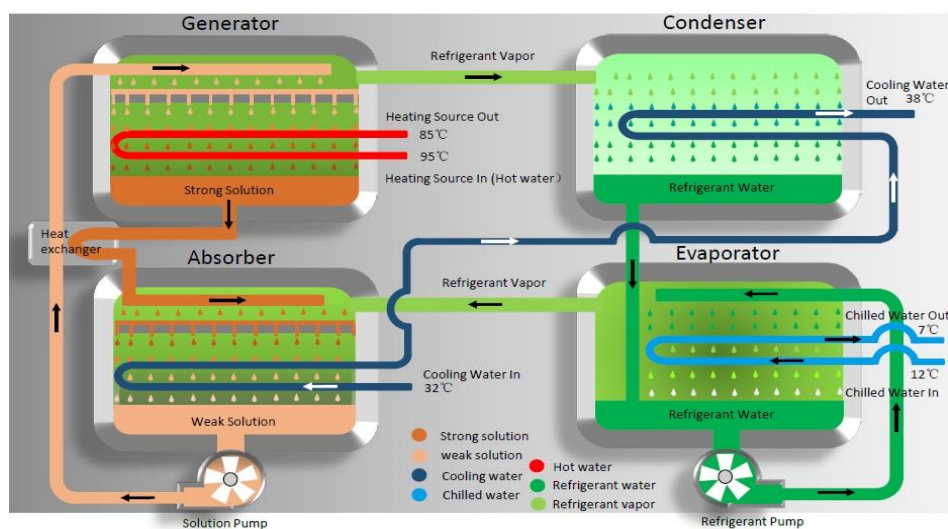 Generator
Condenser
Refrigerant Vapor
Cooling Water
Out 38℃
Heating Source Out
85℃
95℃
Heating Source In (Hot water)
Strong Solution
Refrigerant Water
Heat
exchanger
Absorber
Evaporator
Refrigerant Vapor
Chilled Water Out
7℃
12℃
Chilled Water In
Cooling Water In
32℃
Weak Solution
Refrigerant Water
Strong solution
weak solution
Cooling water
Chilled water
Hot water
Refrigerant water
Refrigerant vapor
Solution Pump
Refrigerant Pump